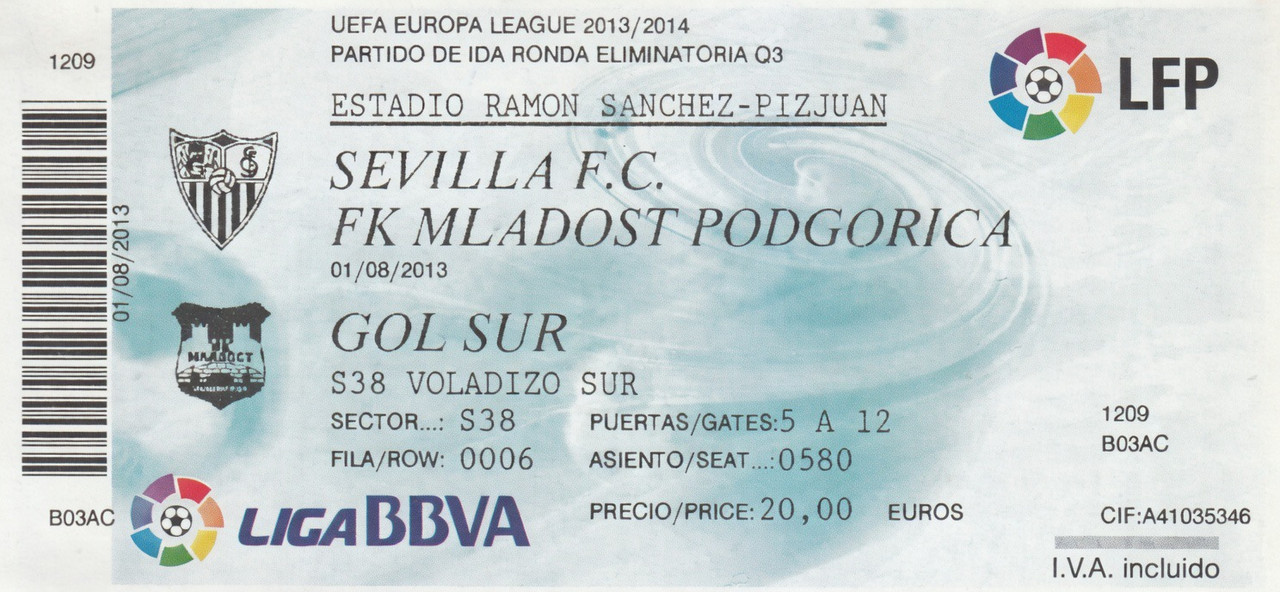 1209
01/08/2013
B03AC
UEFA EUROPA LEAGUE 2013/2014
PARTIDO DE IDA RONDA ELIMINATORIA Q3
ESTADIO RAMON SANCHEZ-PIZJUAN
SEVILLA F.C.
FK MLADOST PODGORICA
01/08/2013
GOL SUR
S38 VOLADIZO SUR
SECTOR...: S38 PUERTAS/GATES:5 A 12
FILA/ROW: 0006 ASIENTO/SEAT...:0580
PRECIO/PRICE: 20,00 EUROS
LFP
МЛАДОСТ
LIGA BBVA
1209
B03AC
CIF:A41035346
I.V.A. incluido